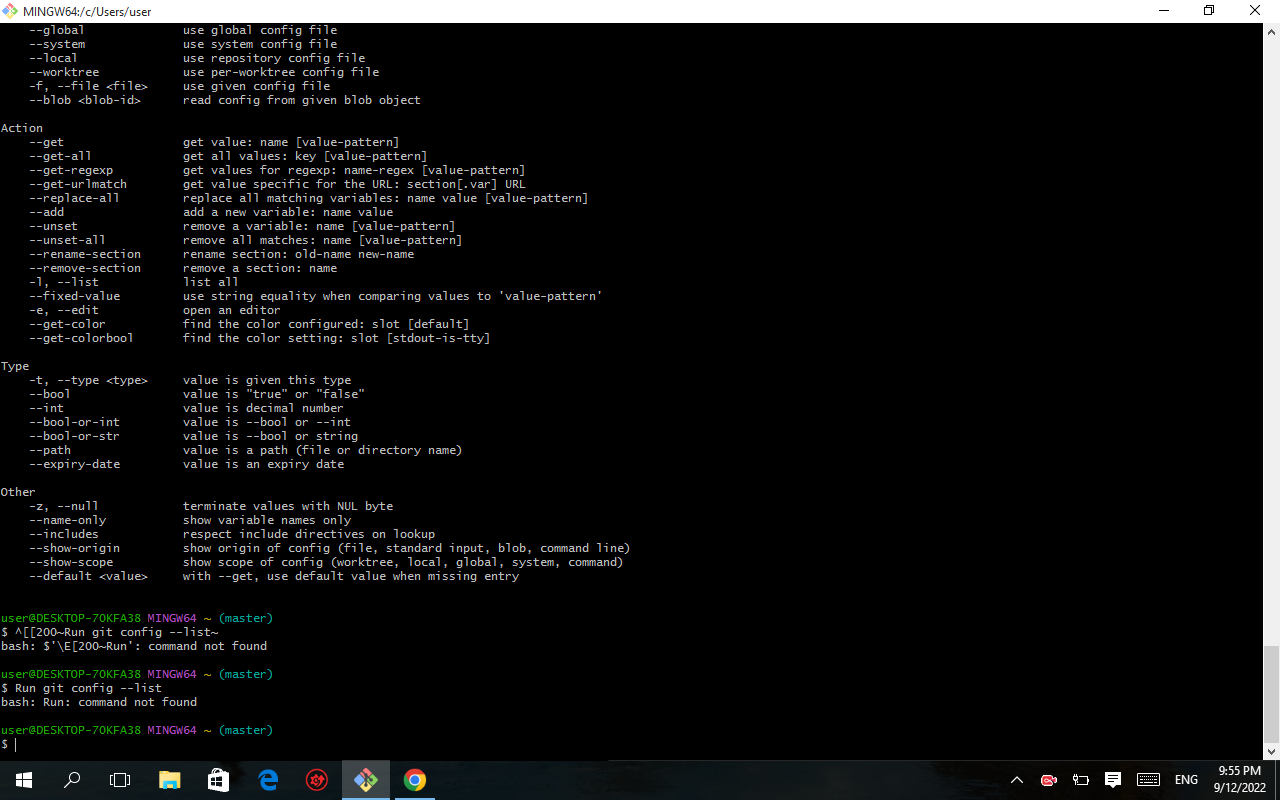 MINGW64:/c/Users/user
--global use global config file
--system use system config file
--local use repository config file
--worktree use per-worktree config file
-f, --file <file> use given config file
--blob <blob-id> read config from given blob object
Action
--get get value: name [value-pattern]
--get-all get all values: key [value-pattern]
--get-regexp get values for regexp: name-regex [value-pattern]
--get-urlmatch get value specific for the URL: section[.var] URL
--replace-all replace all matching variables: name value [value-pattern]
--add add a new variable: name value
--unset remove a variable: name [value-pattern]
--unset-all remove all matches: name [value-pattern]
--rename-section rename section: old-name new-name
--remove-section remove a section: name
-l, --list list all
--fixed-value use string equality when comparing values to 'value-pattern'
-e, --edit open an editor
--get-color find the color configured: slot [default]
--get-colorbool find the color setting: slot [stdout-is-tty]
Type
-t, --type <type> value is given this type
--bool value is "true" or "false"
--int value is decimal number
--bool-or-int value is --bool or --int
--bool-or-str value is --bool or string
--path value is a path (file or directory name)
--expiry-date value is an expiry date
Other
-z, --null terminate values with NUL byte
--name-only show variable names only
--includes respect include directives on lookup
--show-origin show origin of config (file, standard input, blob, command line)
--show-scope show scope of config (worktree, local, global, system, command)
--default <value> with --get, use default value when missing entry
user@DESKTOP-7OKFA38 MINGW64 ~ (master)
$ ^[[200~Run git config --list~
bash: $'\E[200~Run': command not found
user@DESKTOP-7OKFA38 MINGW64 ~ (master)
$ Run git config --list
bash: Run: command not found
user@DESKTOP-7OKFA38 MINGW64 ~ (master)
$
ENG
9:55 PM
9/12/2022